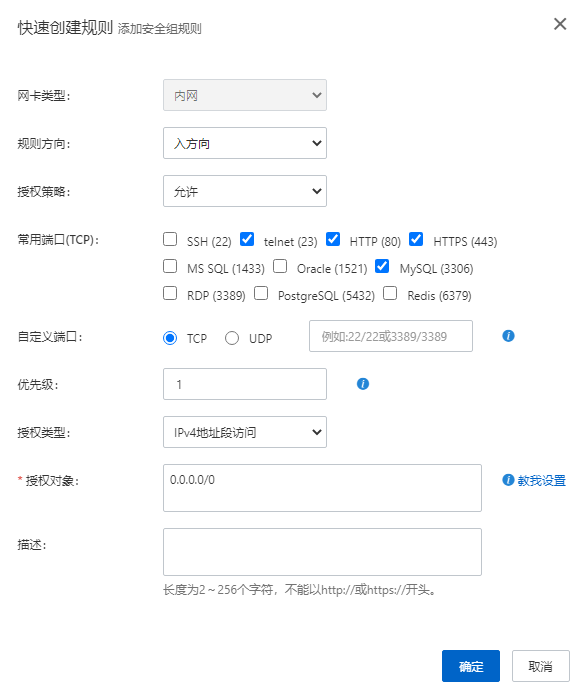 快速创建规则 添加安全组规则
网卡类型： 内网
规则方向： 入方向
授权策略： 允许
常用端口(TCP)： SSH (22) telnet (23) HTTP (80) HTTPS (443)
MS SQL (1433) Oracle (1521) MySQL (3306)
RDP (3389) PostgreSQL (5432) Redis (6379)
自定义端口： TCP UDP 例如:22/22或3389/3389
优先级： 1
授权类型： IPv4地址段访问
* 授权对象： 0.0.0.0/0 教我设置
描述：
长度为2～256个字符，不能以http://或https://开头。
确定 取消